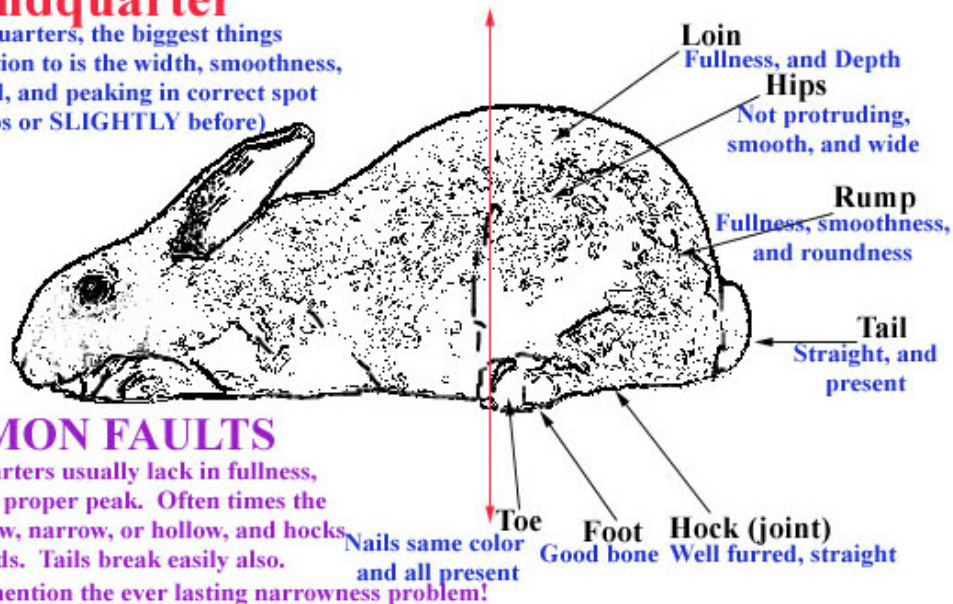 uarters, the biggest things
tion to is the width, smoothness,
and peaking in correct spot
or SLIGHTLY before)
Loin
Fullness, and Depth
Hips
Not protruding,
smooth, and wide
Rump
Fullness, smoothness,
and roundness
Tail
Straight, and
present
MON FAULTS
rters usually lack in fullness,
proper peak. Often times the
w, narrow, or hollow, and hocks
ds. Tails break easily also.
mention the ever lasting narrowness problem!
Toe
Nails same color
and all present
Foot
Good bone
Hock (joint)
Well furred, straight